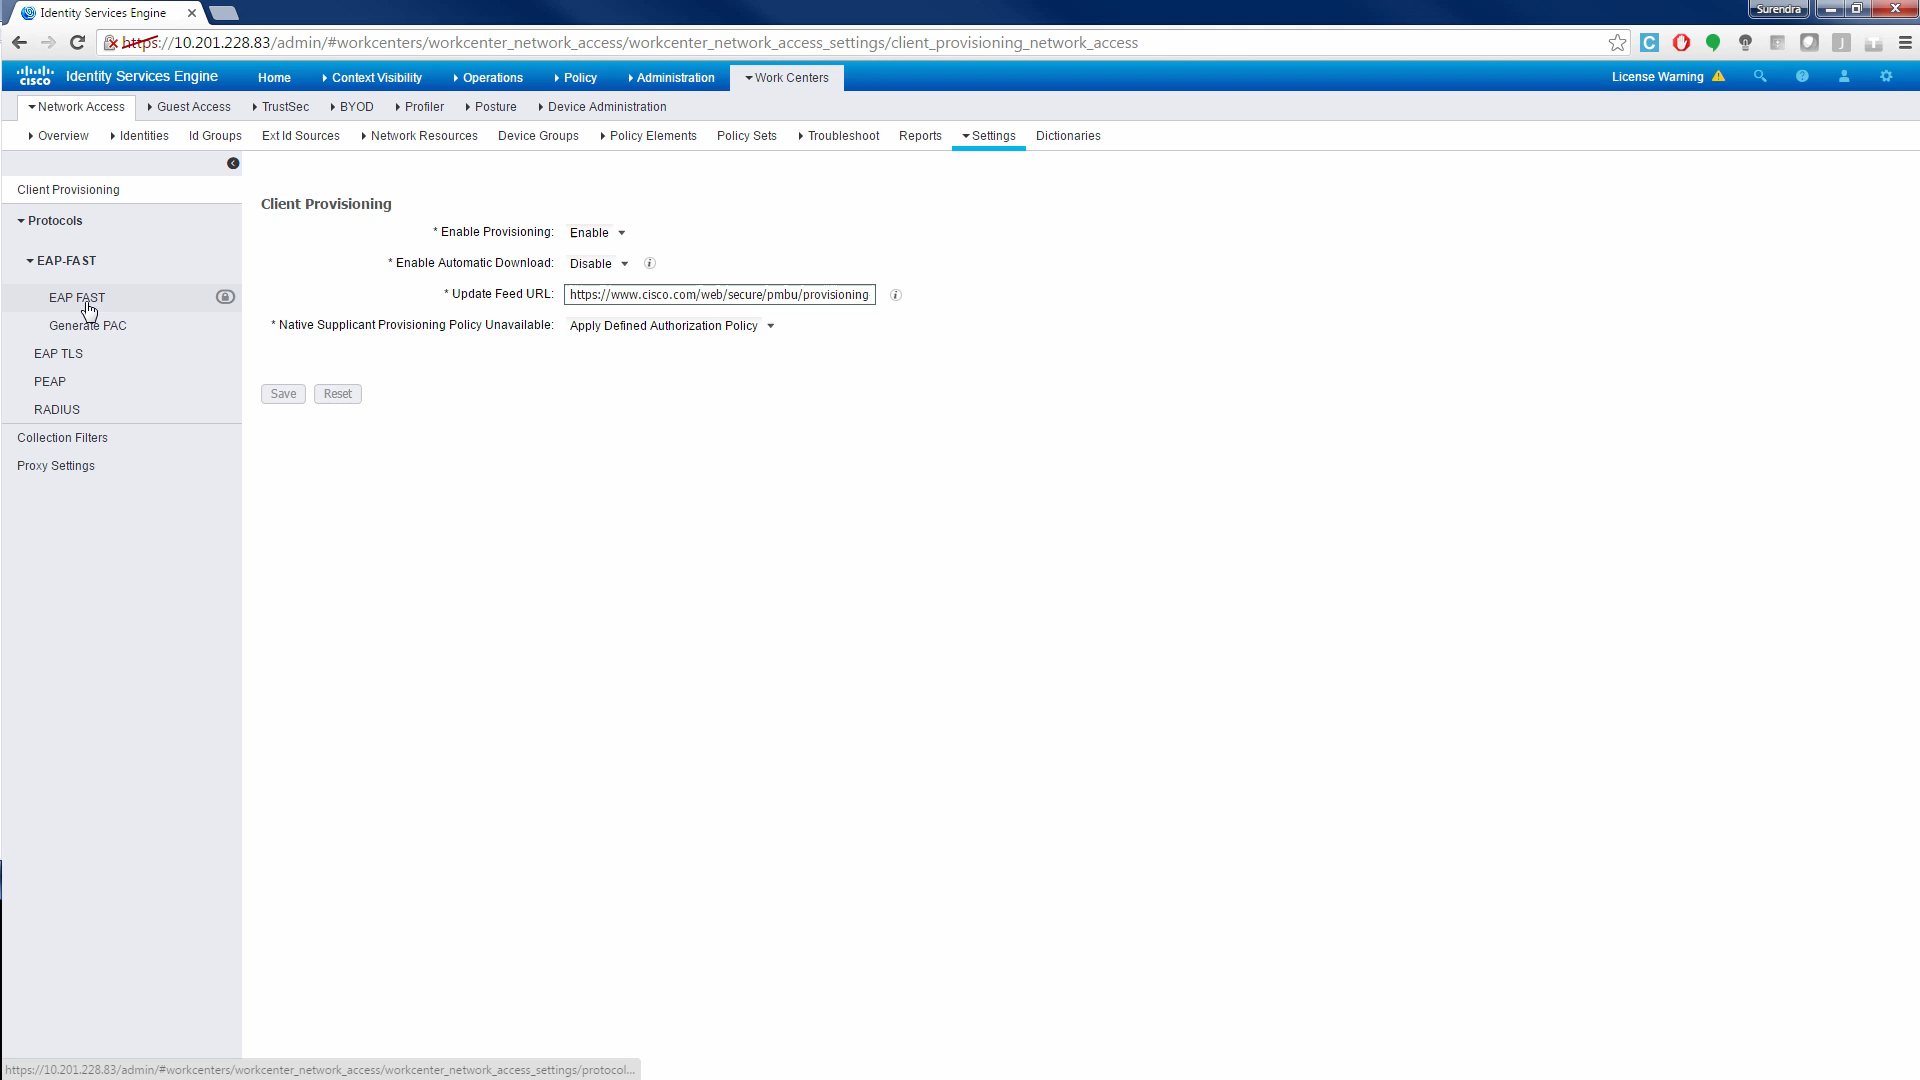 Identity Services Engine
Surendra
https://10.201.228.83/admin/#workcenters/workcenter_network_access/workcenter_network_access_settings/client_provisioning_network_access
C
J
T
cisco Identity Services Engine Home Context Visibility Operations Policy Administration Work Centers License Warning
Network Access Guest Access TrustSec BYOD Profiler Posture Device Administration
Overview Identities Id Groups Ext Id Sources Network Resources Device Groups Policy Elements Policy Sets Troubleshoot Reports Settings Dictionaries
Client Provisioning
Protocols
EAP-FAST
EAP FAST
Generate PAC
EAP TLS
PEAP
RADIUS
Collection Filters
Proxy Settings
Client Provisioning
* Enable Provisioning: Enable
* Enable Automatic Download: Disable
* Update Feed URL: https://www.cisco.com/web/secure/pmbu/provisioning
* Native Supplicant Provisioning Policy Unavailable: Apply Defined Authorization Policy
Save Reset
https://10.201.228.83/admin/#workcenters/workcenter_network_access/workcenter_network_access_settings/protocol...